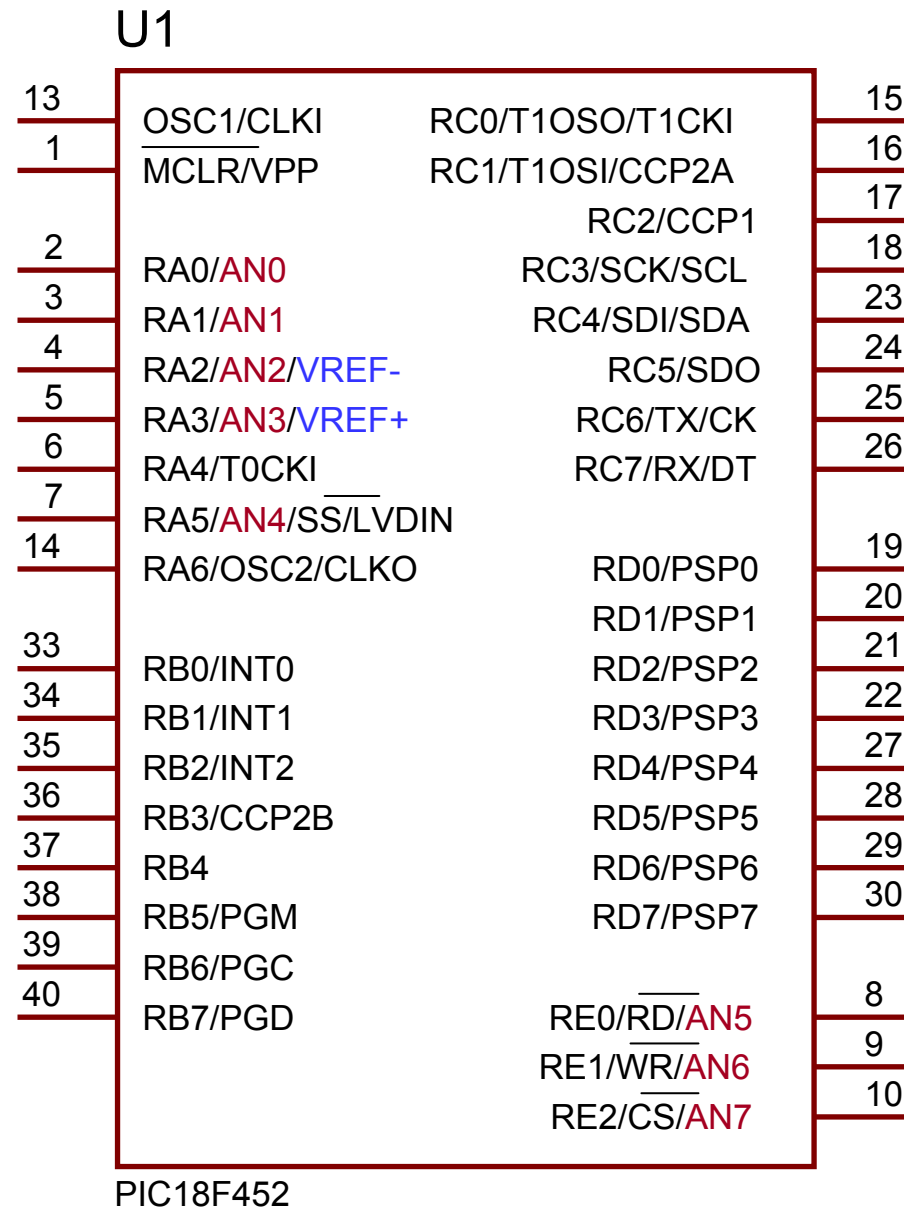 U1
13 OSC1/CLKI RC0/T1OSO/T1CKI 15
1 MCLR/VPP RC1/T1OSI/CCP2A 16
RC2/CCP1 17
2 RA0/AN0 RC3/SCK/SCL 18
3 RA1/AN1 RC4/SDI/SDA 23
4 RA2/AN2/VREF- RC5/SDO 24
5 RA3/AN3/VREF+ RC6/TX/CK 25
6 RA4/T0CKI RC7/RX/DT 26
7 RA5/AN4/SS/LVDIN
14 RA6/OSC2/CLKO RD0/PSP0 19
RD1/PSP1 20
33 RB0/INT0 RD2/PSP2 21
34 RB1/INT1 RD3/PSP3 22
35 RB2/INT2 RD4/PSP4 27
36 RB3/CCP2B RD5/PSP5 28
37 RB4 RD6/PSP6 29
38 RB5/PGM RD7/PSP7 30
39 RB6/PGC
40 RB7/PGD RE0/RD/AN5 8
RE1/WR/AN6 9
RE2/CS/AN7 10
PIC18F452